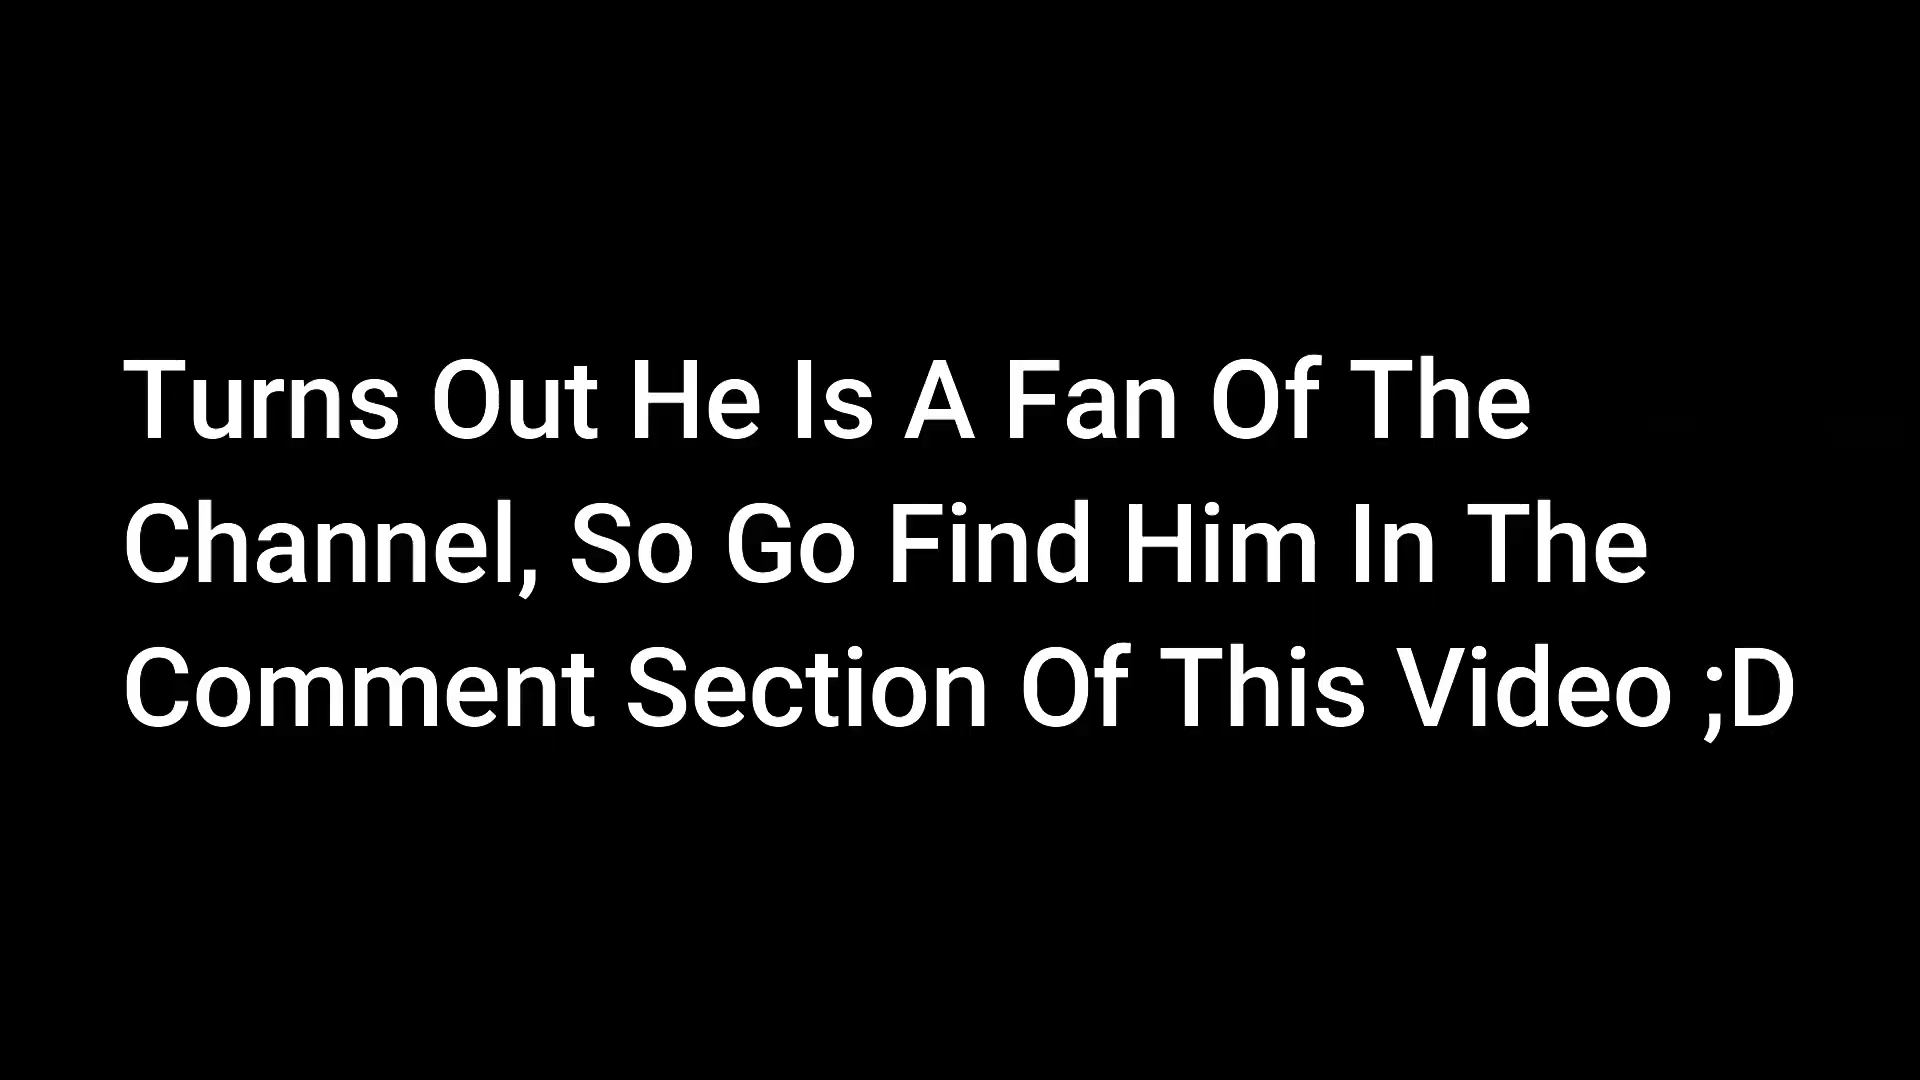 Turns Out He Is A Fan Of The
Channel, So Go Find Him In The
Comment Section Of This Video ;D